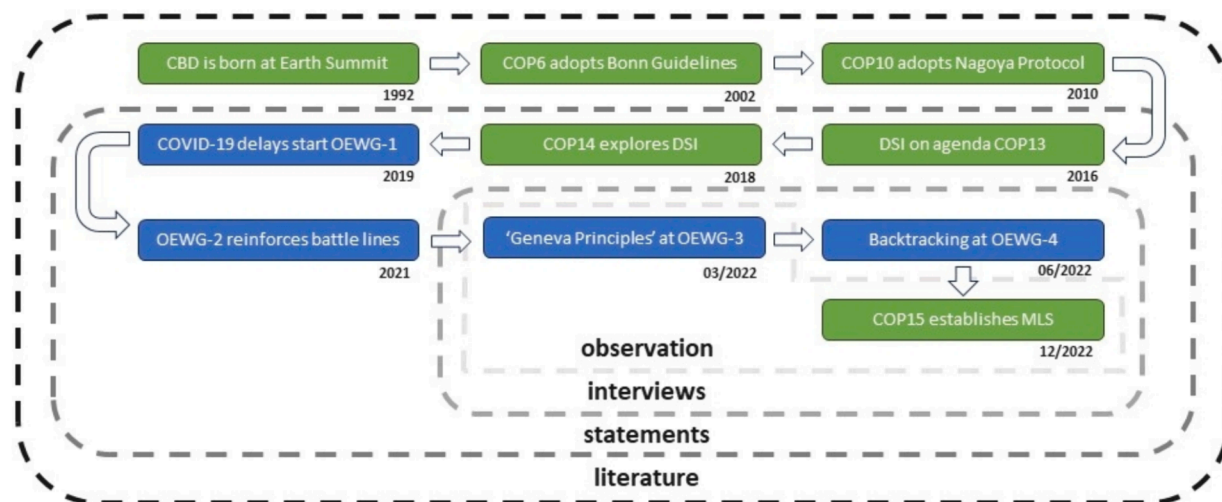 CBD is born at Earth Summit
1992
COP6 adopts Bonn Guidelines
2002
COP10 adopts Nagoya Protocol
2010
DSI on agenda COP13
2016
COP14 explores DSI
2018
COVID-19 delays start OEWG-1
2019
OEWG-2 reinforces battle lines
2021
‘Geneva Principles’ at OEWG-3
03/2022
Backtracking at OEWG-4
06/2022
COP15 establishes MLS
12/2022
observation
interviews
statements
literature